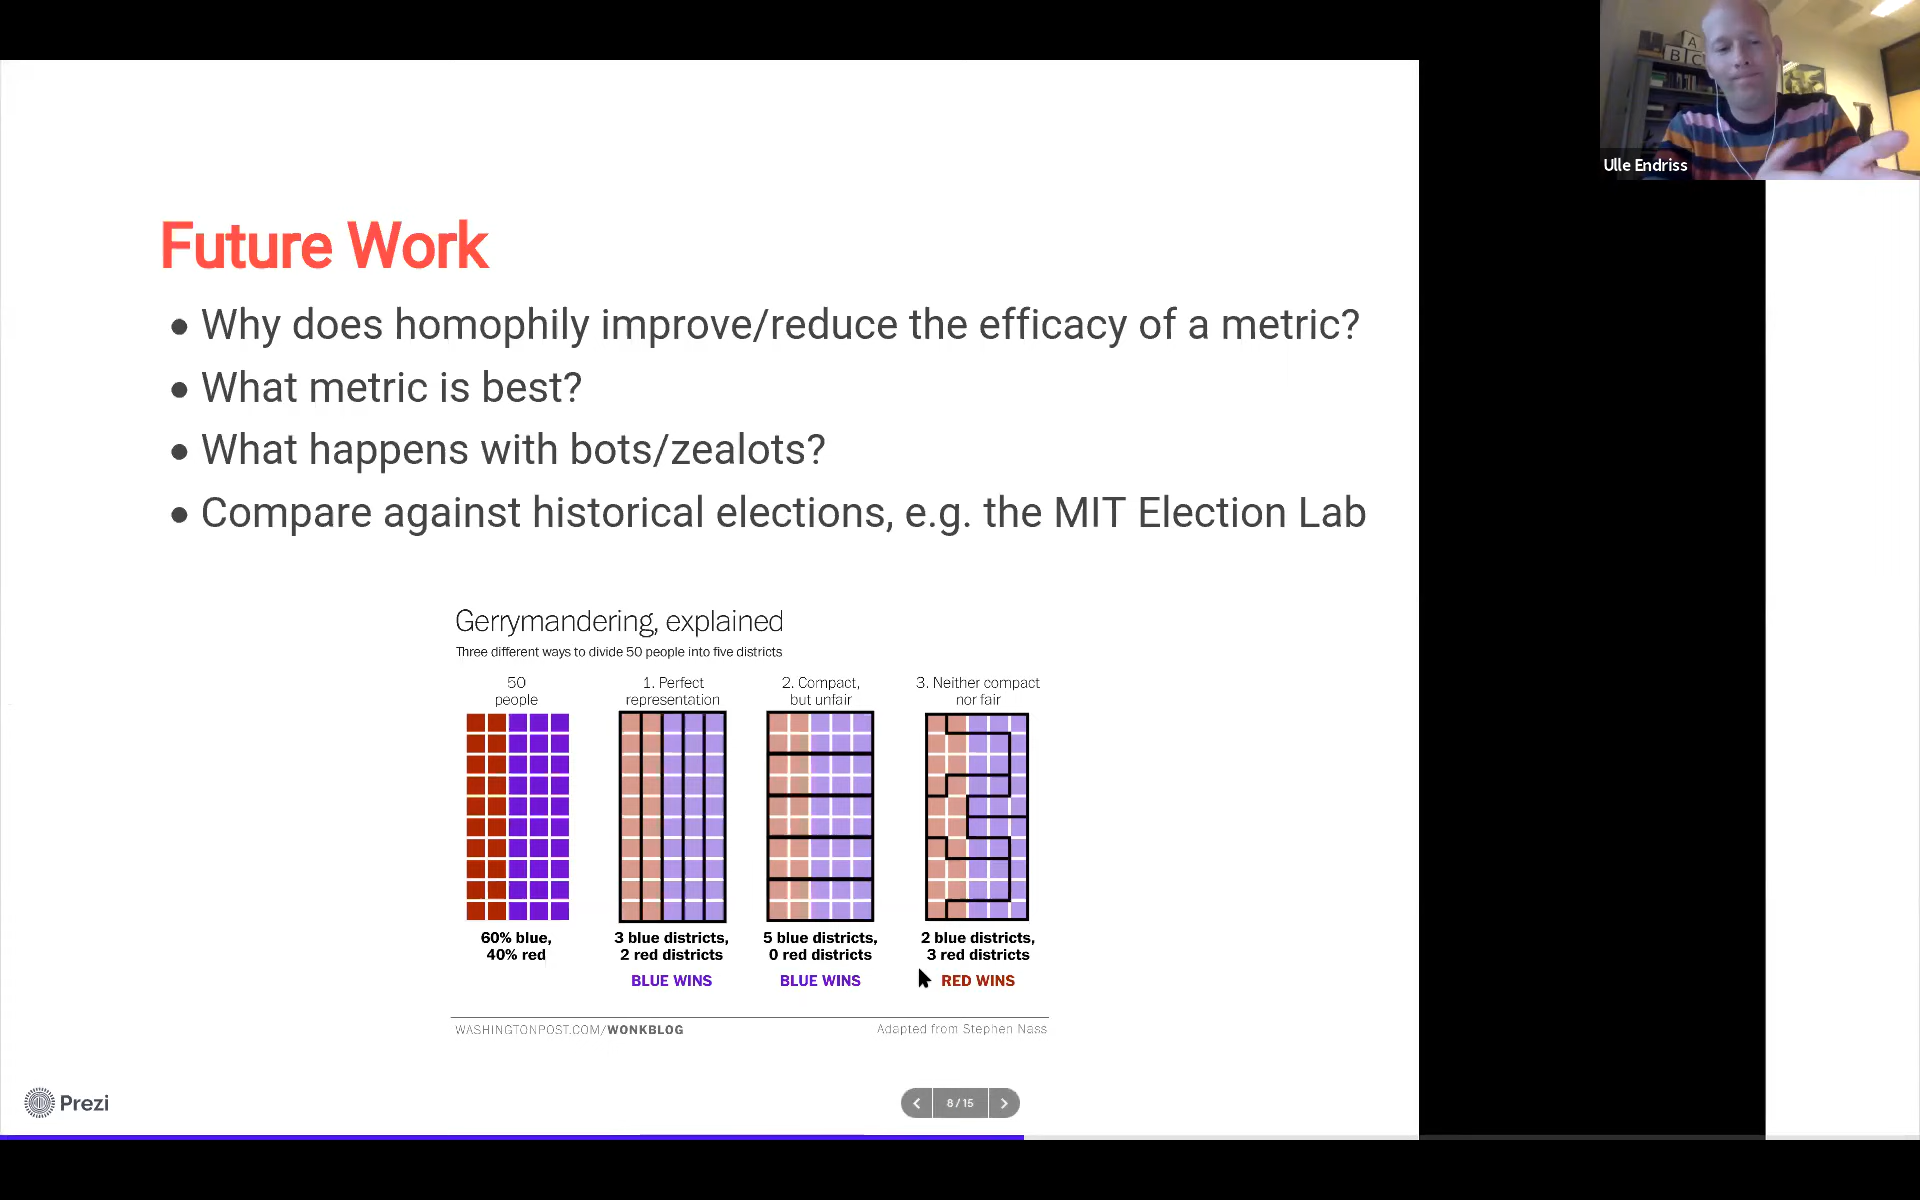 Ulle Endriss
A
B C
Future Work
• Why does homophily improve/reduce the efficacy of a metric?
• What metric is best?
• What happens with bots/zealots?
• Compare against historical elections, e.g. the MIT Election Lab
Gerrymandering, explained
Three different ways to divide 50 people into five districts
50
people
1. Perfect
representation
2. Compact,
but unfair
3. Neither compact
nor fair
60% blue,
40% red
3 blue districts,
2 red districts
BLUE WINS
5 blue districts,
0 red districts
BLUE WINS
2 blue districts,
3 red districts
RED WINS
WASHINGTONPOST.COM/WONKBLOG
Adapted from Stephen Nass
Prezi
8 / 15